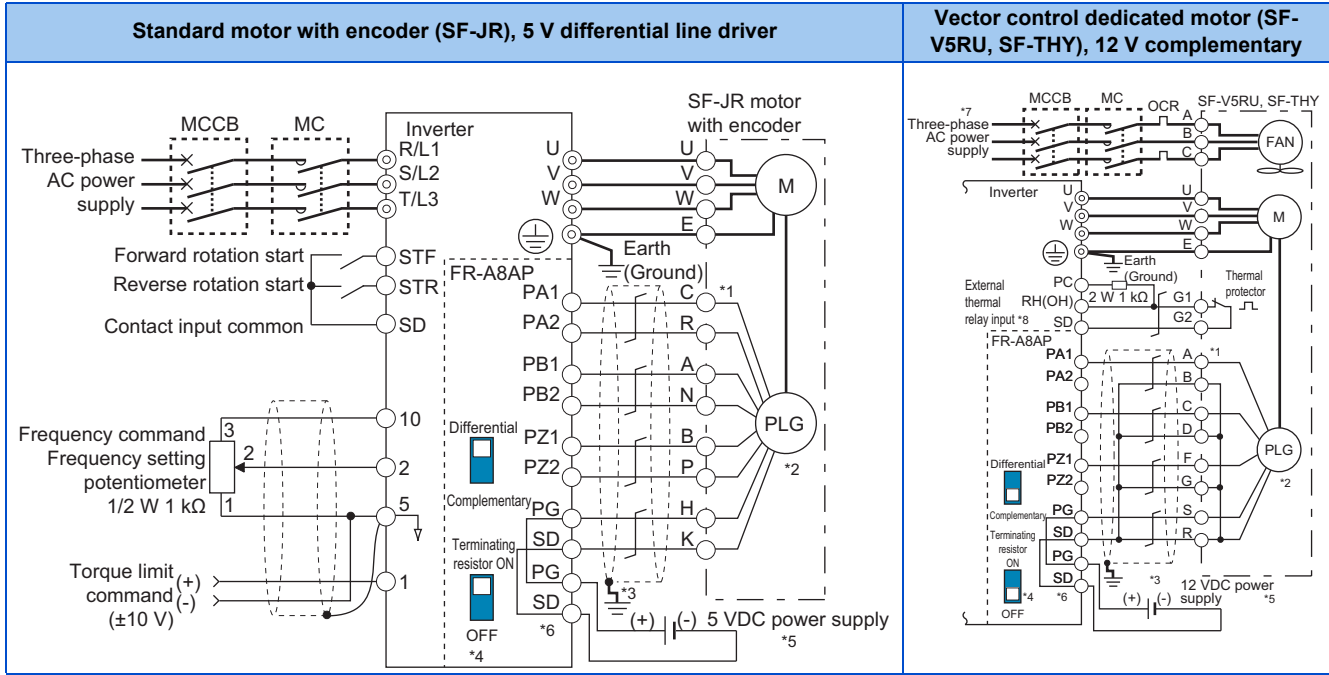 Standard motor with encoder (SF-JR), 5 V differential line driver
MCCB
MC
Three-phase
AC power
supply
Inverter
R/L1
S/L2
T/L3
U
V
W
U
V
W
E
SF-JR motor
with encoder
M
Earth
(Ground)
Forward rotation start
Reverse rotation start
Contact input common
STF
STR
SD
FR-A8AP
PA1
PA2
PB1
PB2
PZ1
PZ2
PG
SD
PG
SD
C
R
A
N
B
P
H
K
*1
PLG
*2
Differential
Complementary
Terminating
resistor ON
OFF
*4
*6
*3
(+)
(-)
5 VDC power supply
*5
Frequency command
Frequency setting
potentiometer
1/2 W 1 kΩ
3
2
1
10
2
5
1
Torque limit
command
(±10 V)
(+)
(-)
Vector control dedicated motor (SF-
V5RU, SF-THY), 12 V complementary
*7
Three-phase
AC power
supply
MCCB
MC
OCR
SF-V5RU, SF-THY
A
B
C
FAN
Inverter
U
V
W
U
V
W
E
M
Earth
(Ground)
External
thermal
relay input *8
PC
RH(OH)
SD
2 W 1 kΩ
G1
G2
Thermal
protector
FR-A8AP
PA1
PA2
PB1
PB2
PZ1
PZ2
PG
SD
PG
SD
A
B
C
D
F
G
S
R
*1
PLG
*2
Differential
Complementary
Terminating
resistor
ON
*4
OFF
*6
*3
(+)
(-)
12 VDC power
supply
*5